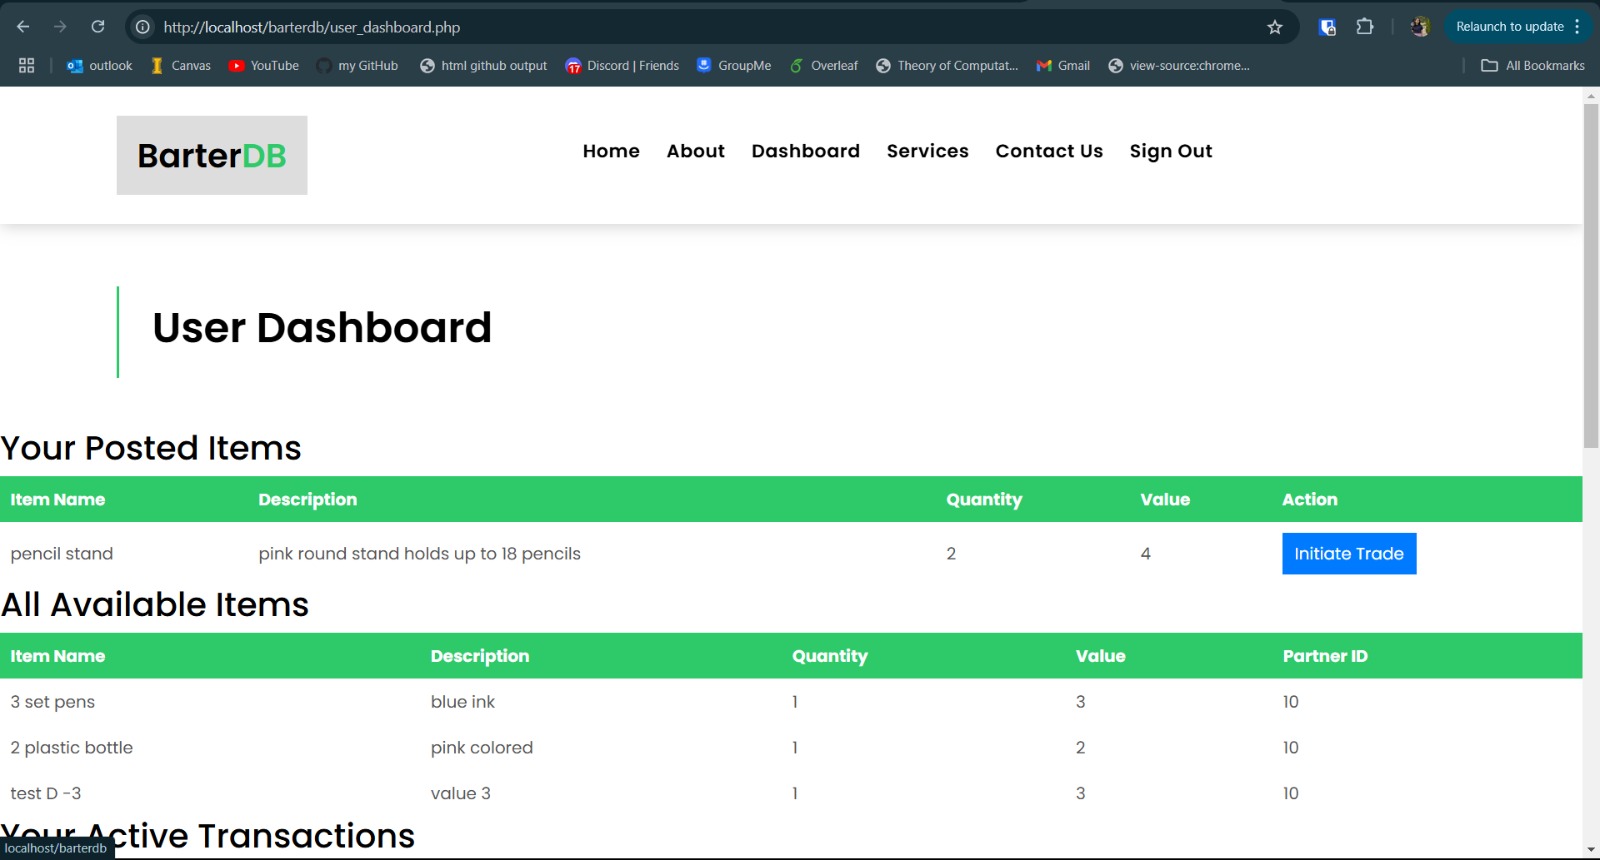 http://localhost/barterdb/user_dashboard.php
Relaunch to update
outlook Canvas YouTube my GitHub html github output 17 Discord | Friends GroupMe Overleaf Theory of Computat... Gmail view-source:chrome... All Bookmarks
BarterDB
Home About Dashboard Services Contact Us Sign Out
User Dashboard
Your Posted Items
Item Name Description Quantity Value Action
pencil stand pink round stand holds up to 18 pencils 2 4 Initiate Trade
All Available Items
Item Name Description Quantity Value Partner ID
3 set pens blue ink 1 3 10
2 plastic bottle pink colored 1 2 10
test D -3 value 3 1 3 10
Your Active Transactions
localhost/barterdb